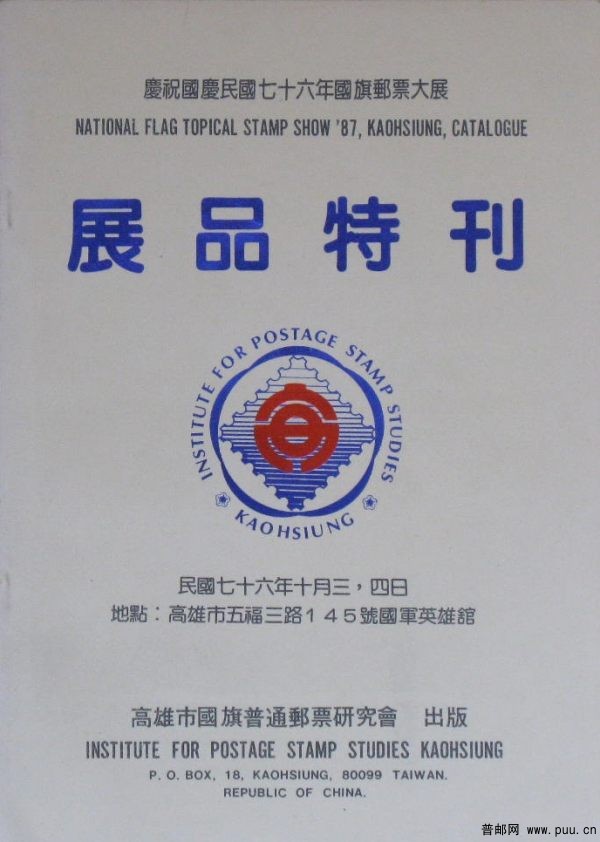 慶祝國慶民國七十六年國旗郵票大展
NATIONAL FLAG TOPICAL STAMP SHOW '87, KAOHSIUNG, CATALOGUE
展品特刊
INSTITUTE FOR POSTAGE STAMP STUDIES
KAOHSIUNG
民國七十六年十月三，四日
地點：高雄市五福三路145號國軍英雄舘
高雄市國旗普通郵票研究會 出版
INSTITUTE FOR POSTAGE STAMP STUDIES KAOHSIUNG
P. O. BOX, 18, KAOHSIUNG, 80099 TAIWAN.
REPUBLIC OF CHINA.
普邮网 www.puu.cn